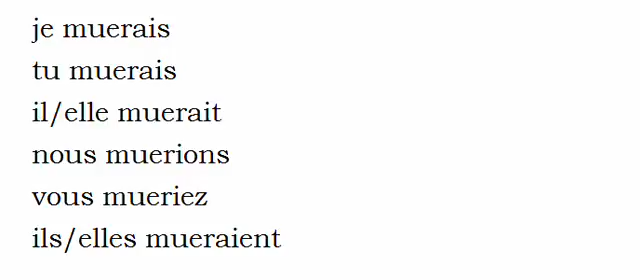 je muerais
tu muerais
il/elle muerait
nous muerions
vous mueriez
ils/elles mueraient